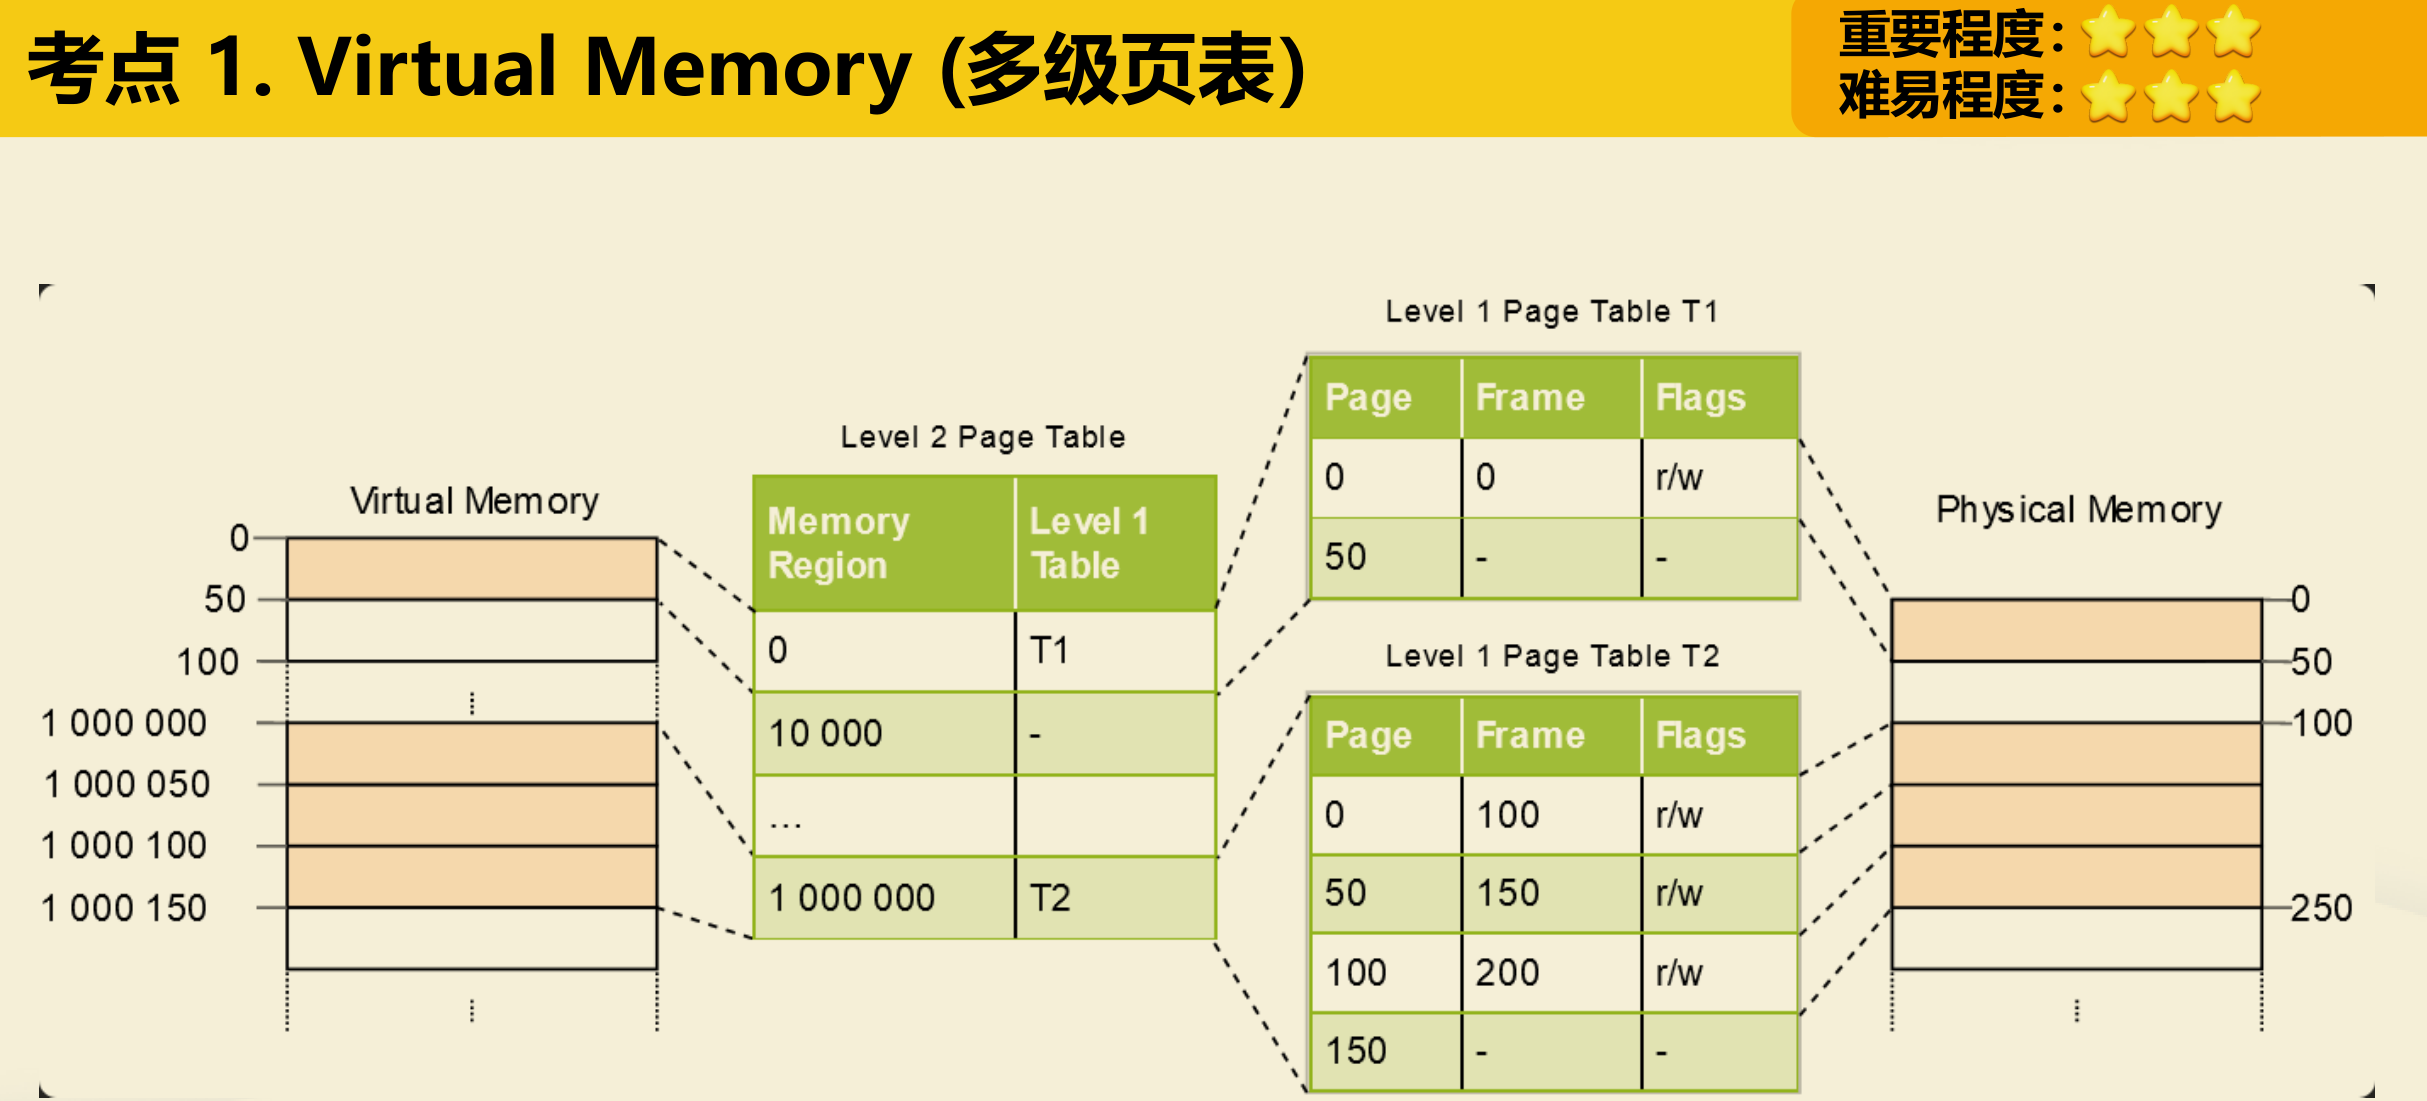 考点 1. Virtual Memory (多级页表)
重要程度：⭐⭐⭐
难易程度：⭐⭐⭐
Virtual Memory
0
50
100
1 000 000
1 000 050
1 000 100
1 000 150
Level 2 Page Table
Memory Region | Level 1 Table
0 | T1
10 000 | -
...
1 000 000 | T2
Level 1 Page Table T1
Page | Frame | Flags
0 | 0 | r/w
50 | - | -
Level 1 Page Table T2
Page | Frame | Flags
0 | 100 | r/w
50 | 150 | r/w
100 | 200 | r/w
150 | - | -
Physical Memory
0
50
100
250